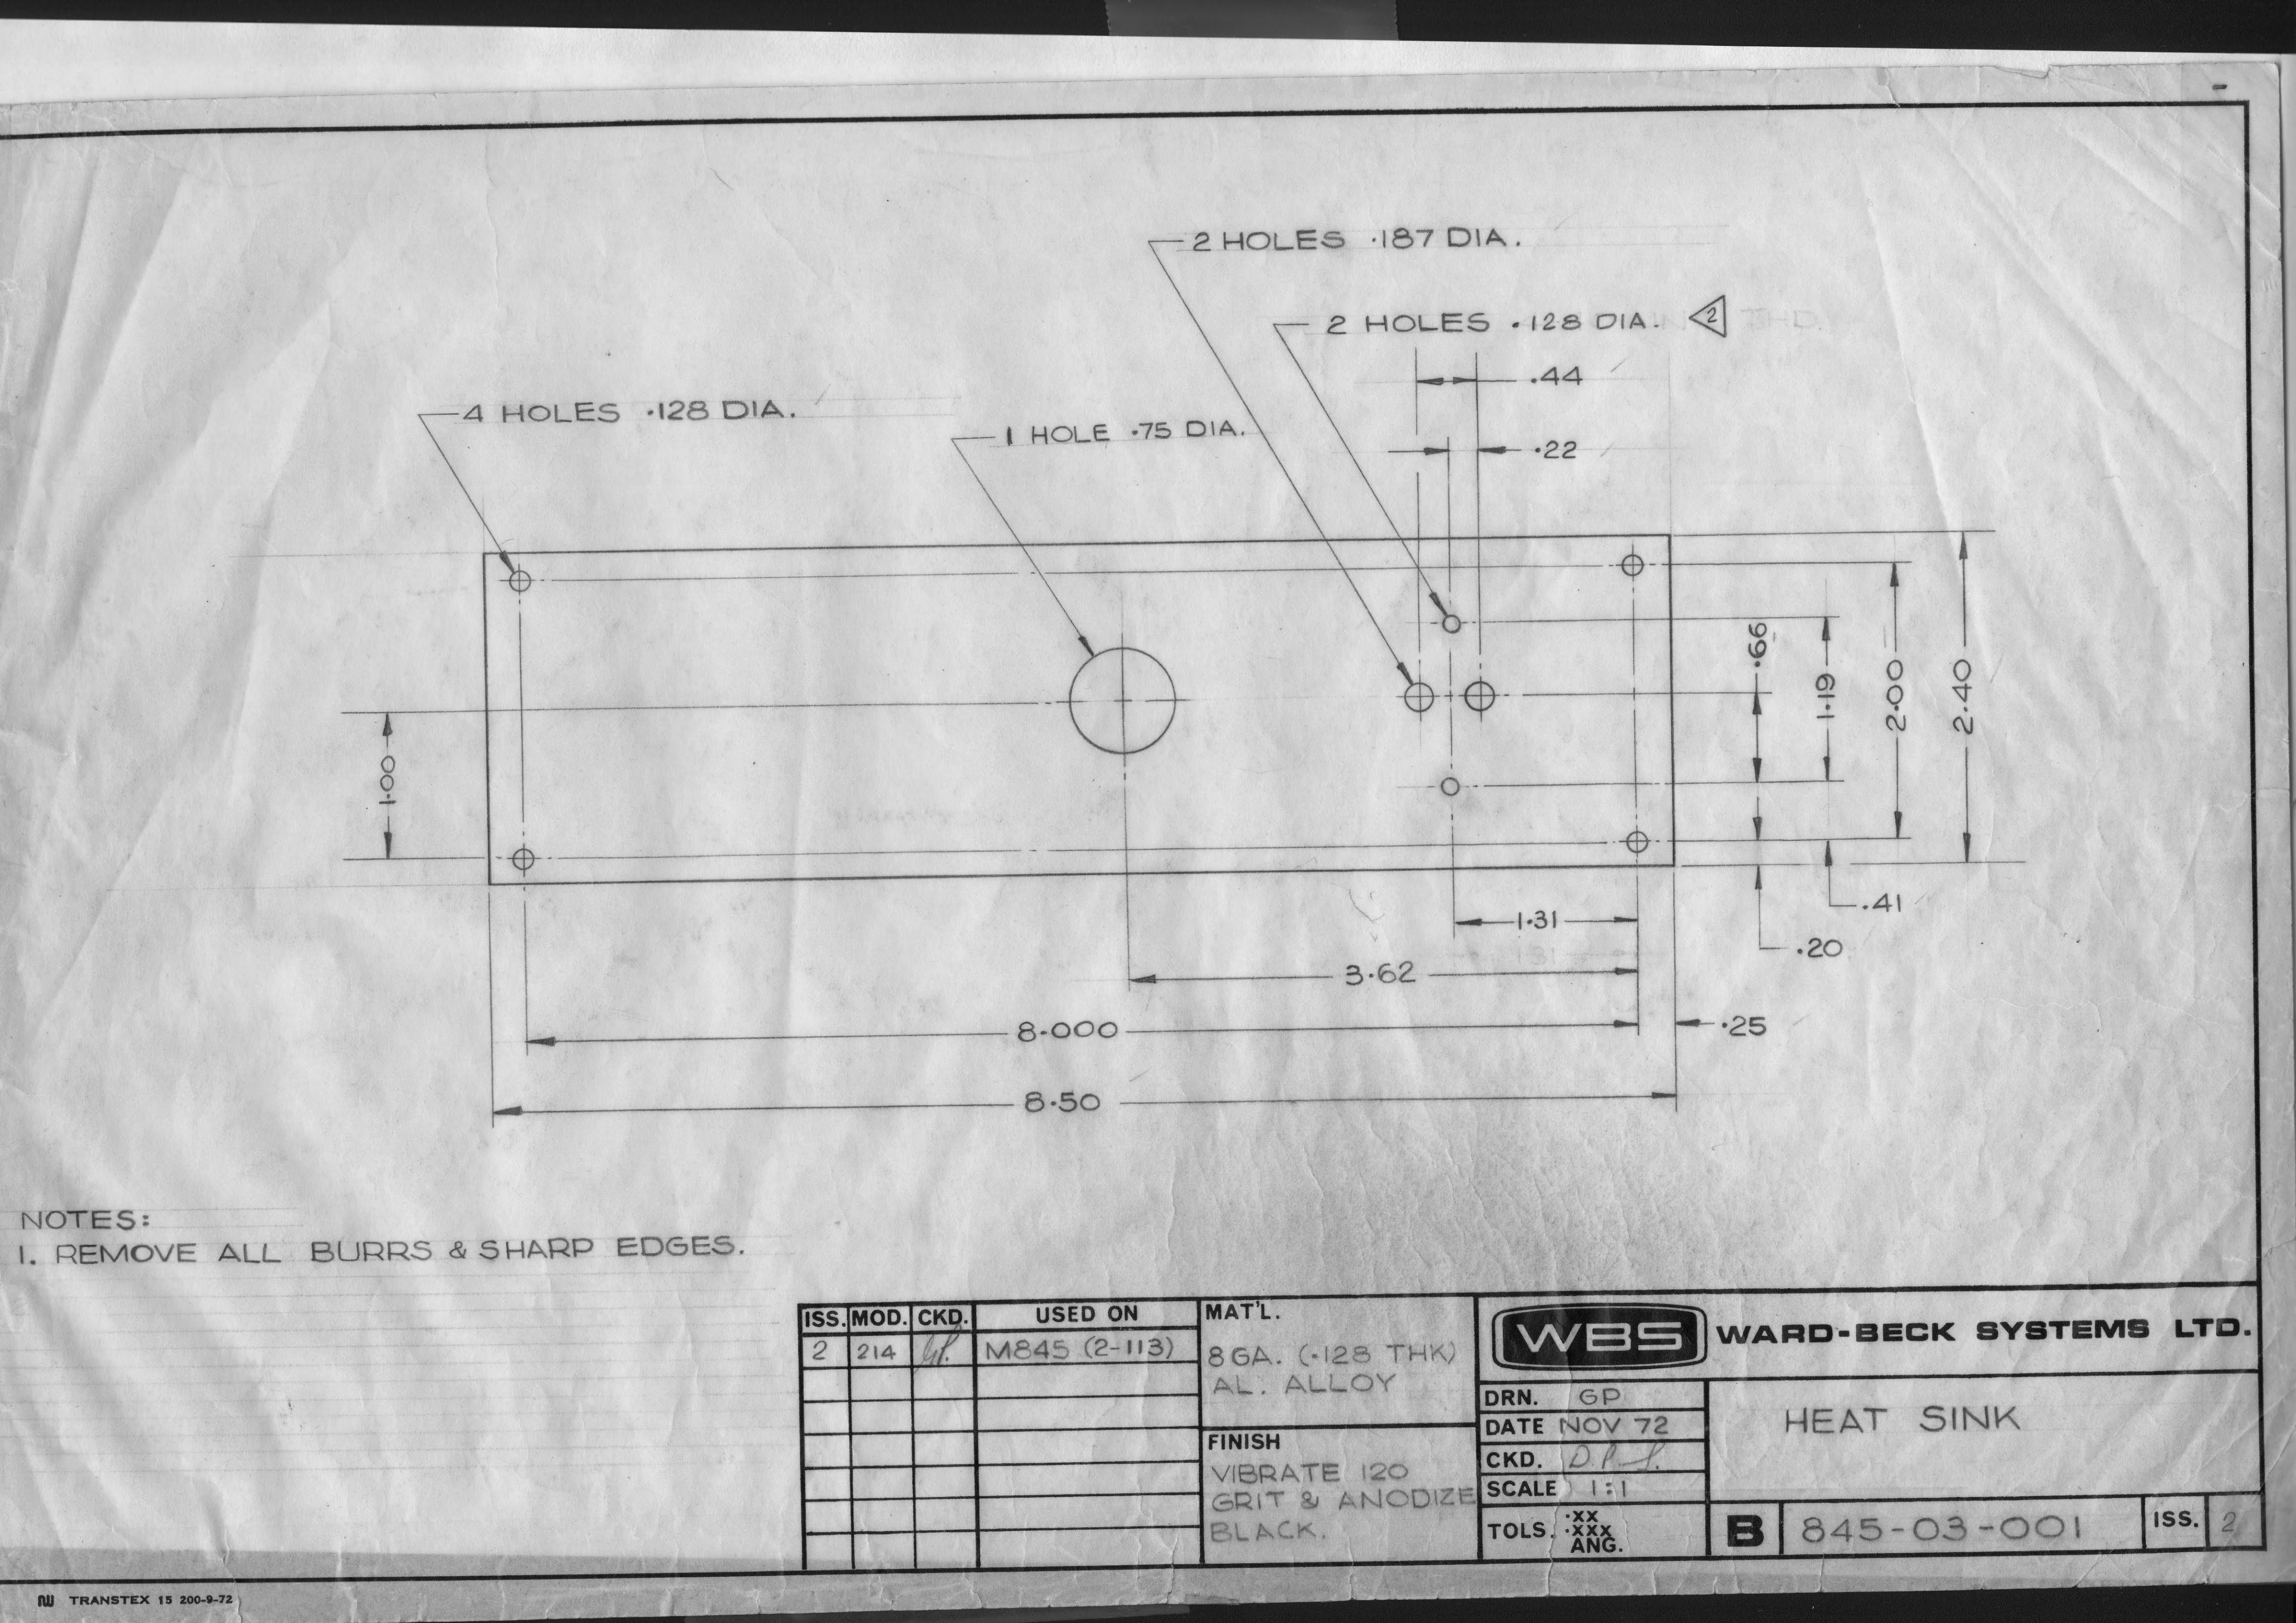 2 HOLES .187 DIA.
2 HOLES .128 DIA. 2
THD.
.44
4 HOLES .128 DIA.
1 HOLE .75 DIA.
.22
.66
1.19
2.00
2.40
1.00
.41
1.31
.20
3.62
8.000
.25
8.50
NOTES:
1. REMOVE ALL BURRS & SHARP EDGES.
ISS. MOD. CKD. USED ON
2 214 GP. M845 (2-113)
MAT'L.
8 GA. (.128 THK)
AL. ALLOY
FINISH
VIBRATE 120
GRIT & ANODIZE
BLACK.
WBS WARD-BECK SYSTEMS LTD.
DRN. GP
DATE NOV 72
CKD.
SCALE 1:1
TOLS. .XX
.XXX
ANG.
HEAT SINK
B 845-03-001 ISS. 2
NW TRANSTEX 15 200-9-72